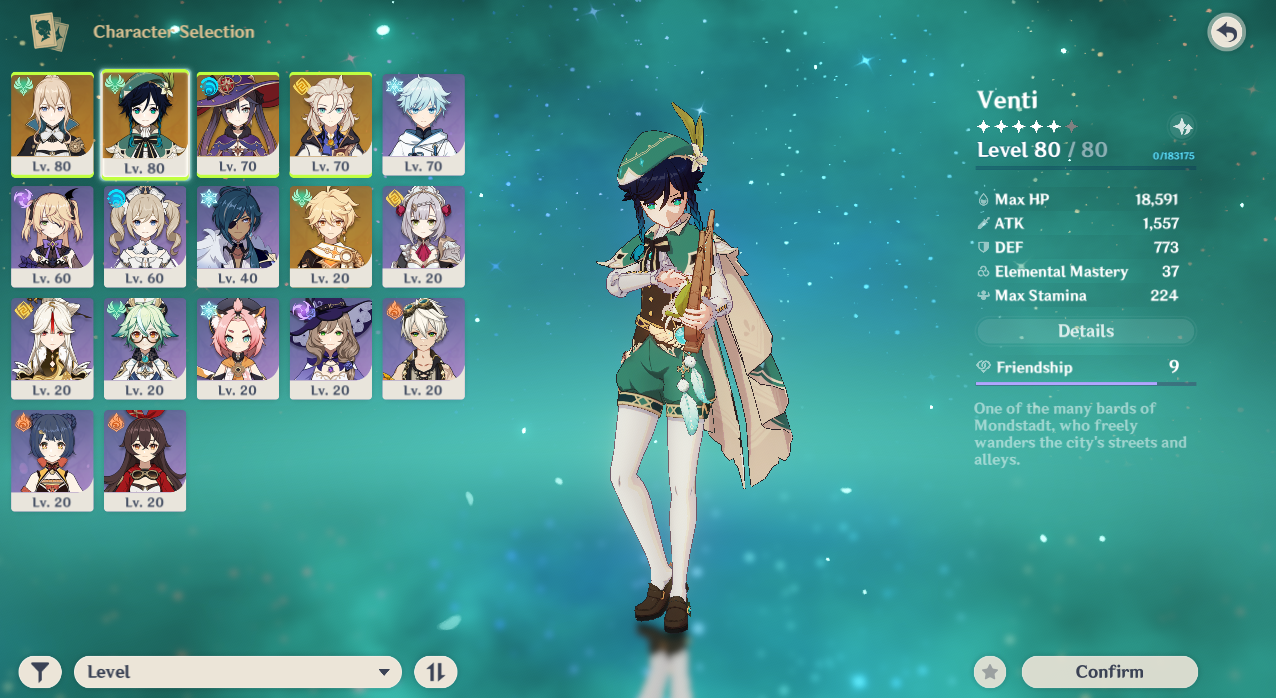 Character Selection
Lv. 80
Lv. 80
Lv. 70
Lv. 70
Lv. 70
Lv. 60
Lv. 60
Lv. 40
Lv. 20
Lv. 20
Lv. 20
Lv. 20
Lv. 20
Lv. 20
Lv. 20
Lv. 20
Lv. 20
Level
Venti
Level 80 / 80
0/183175
Max HP 18,591
ATK 1,557
DEF 773
Elemental Mastery 37
Max Stamina 224
Details
Friendship 9
One of the many bards of
Mondstadt, who freely
wanders the city's streets and
alleys.
Confirm